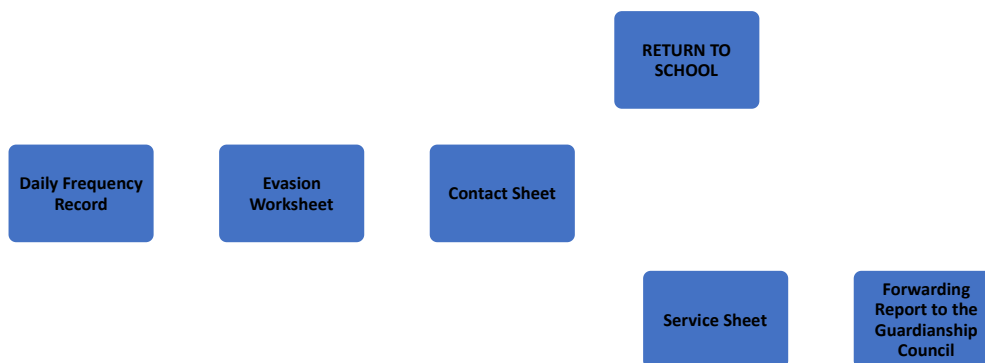 RETURN TO
SCHOOL
Daily Frequency
Record
Evasion
Worksheet
Contact Sheet
Service Sheet
Forwarding
Report to the
Guardianship
Council